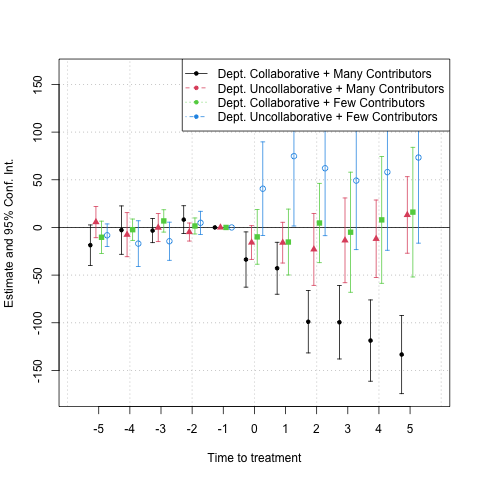 Dept. Collaborative + Many Contributors
Dept. Uncollaborative + Many Contributors
Dept. Collaborative + Few Contributors
Dept. Uncollaborative + Few Contributors
Estimate and 95% Conf. Int.
150
100
50
0
-50
-100
-150
-5 -4 -3 -2 -1 0 1 2 3 4 5
Time to treatment